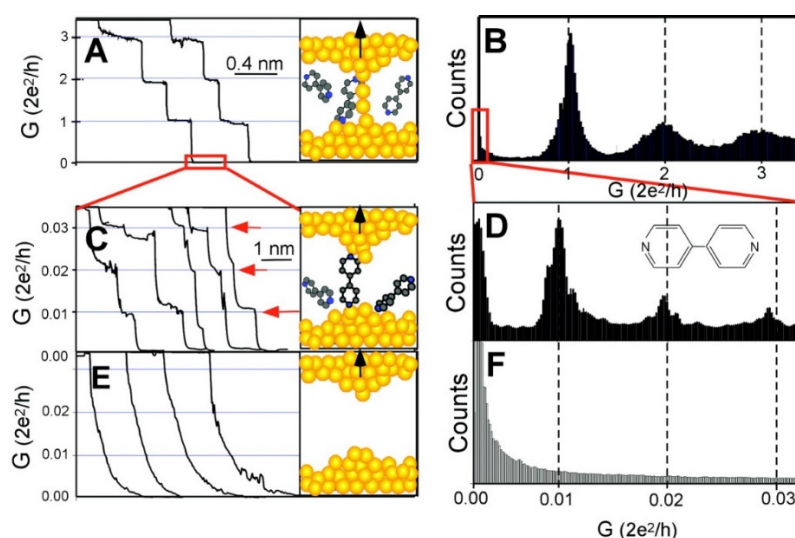 A
G (2e²/h)
3
2
1
0
0.4 nm
B
Counts
0
1
2
3
G (2e²/h)
C
G (2e²/h)
0.03
0.02
0.01
1 nm
D
Counts
N
N
E
G (2e²/h)
0.00
0.02
0.01
0.00
F
Counts
0.00
0.01
0.02
0.03
G (2e²/h)